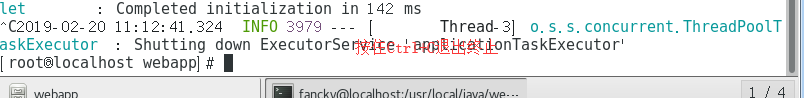 let        : Completed initialization in 142 ms
^C2019-02-20 11:12:41.324  INFO 3979 --- [       Thread-3] o.s.s.concurrent.ThreadPoolT
askExecutor  : Shutting down ExecutorService 'applicationTaskExecutor'
按住Ctrl+C退出终止
[root@localhost webapp]#
webapp
fancky@localhost:/usr/local/java/we...
1 / 4